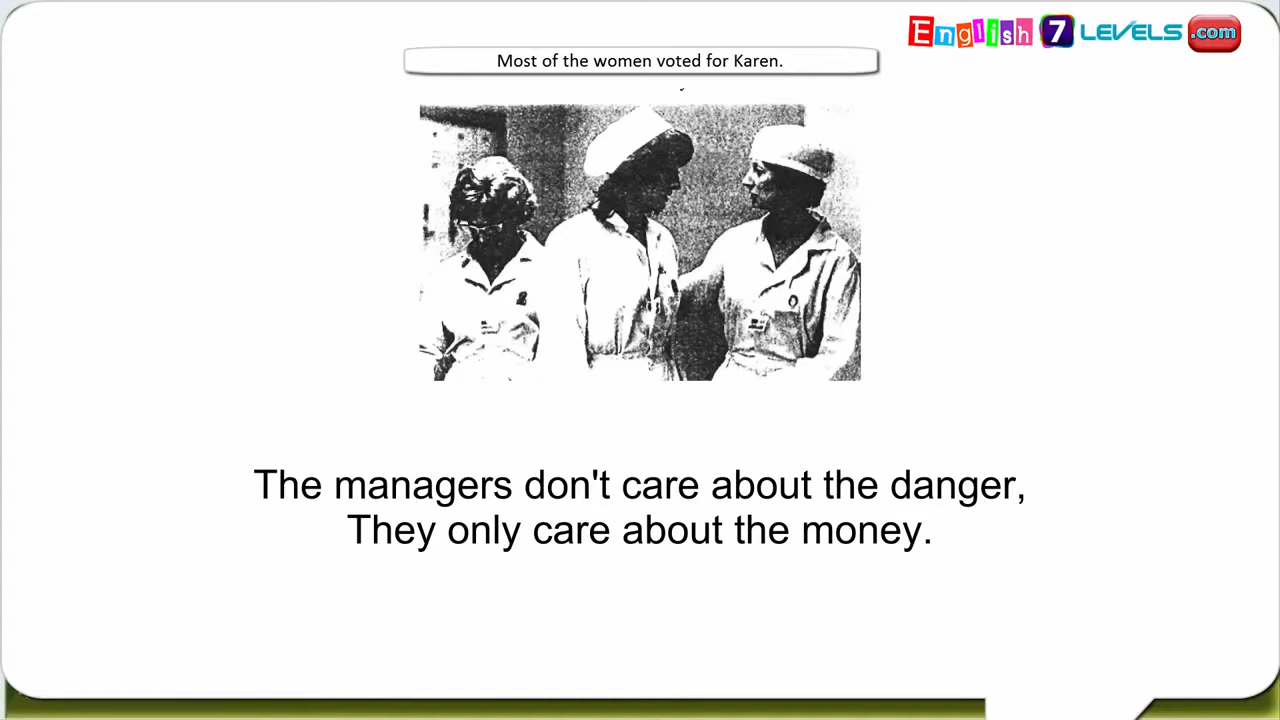 English 7 LEVELS .com
Most of the women voted for Karen.
The managers don't care about the danger,
They only care about the money.